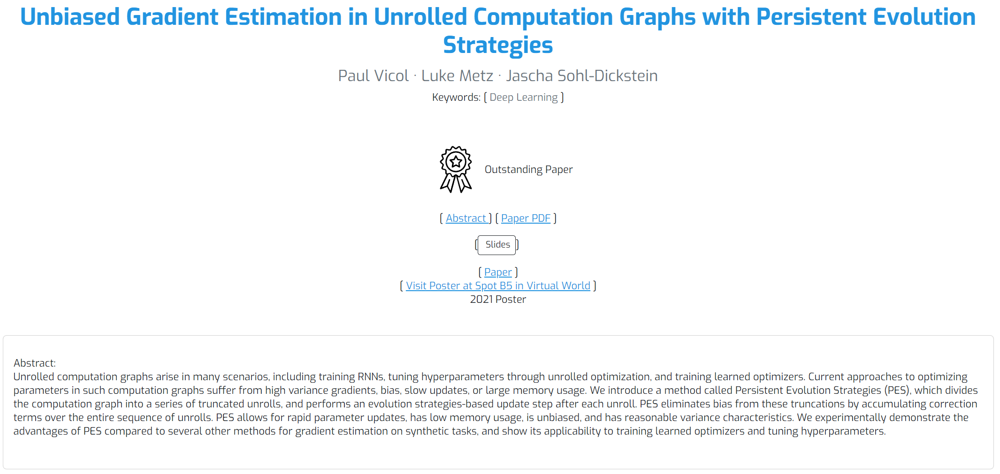 Unbiased Gradient Estimation in Unrolled Computation Graphs with Persistent Evolution
Strategies
Paul Vicol · Luke Metz · Jascha Sohl-Dickstein
Keywords: [ Deep Learning ]
Outstanding Paper
[ Abstract ] [ Paper PDF ]
[ Slides ]
[ Paper ]
[ Visit Poster at Spot B5 in Virtual World ]
2021 Poster
Abstract:
Unrolled computation graphs arise in many scenarios, including training RNNs, tuning hyperparameters through unrolled optimization, and training learned optimizers. Current approaches to optimizing
parameters in such computation graphs suffer from high variance gradients, bias, slow updates, or large memory usage. We introduce a method called Persistent Evolution Strategies (PES), which divides
the computation graph into a series of truncated unrolls, and performs an evolution strategies-based update step after each unroll. PES eliminates bias from these truncations by accumulating correction
terms over the entire sequence of unrolls. PES allows for rapid parameter updates, has low memory usage, is unbiased, and has reasonable variance characteristics. We experimentally demonstrate the
advantages of PES compared to several other methods for gradient estimation on synthetic tasks, and show its applicability to training learned optimizers and tuning hyperparameters.